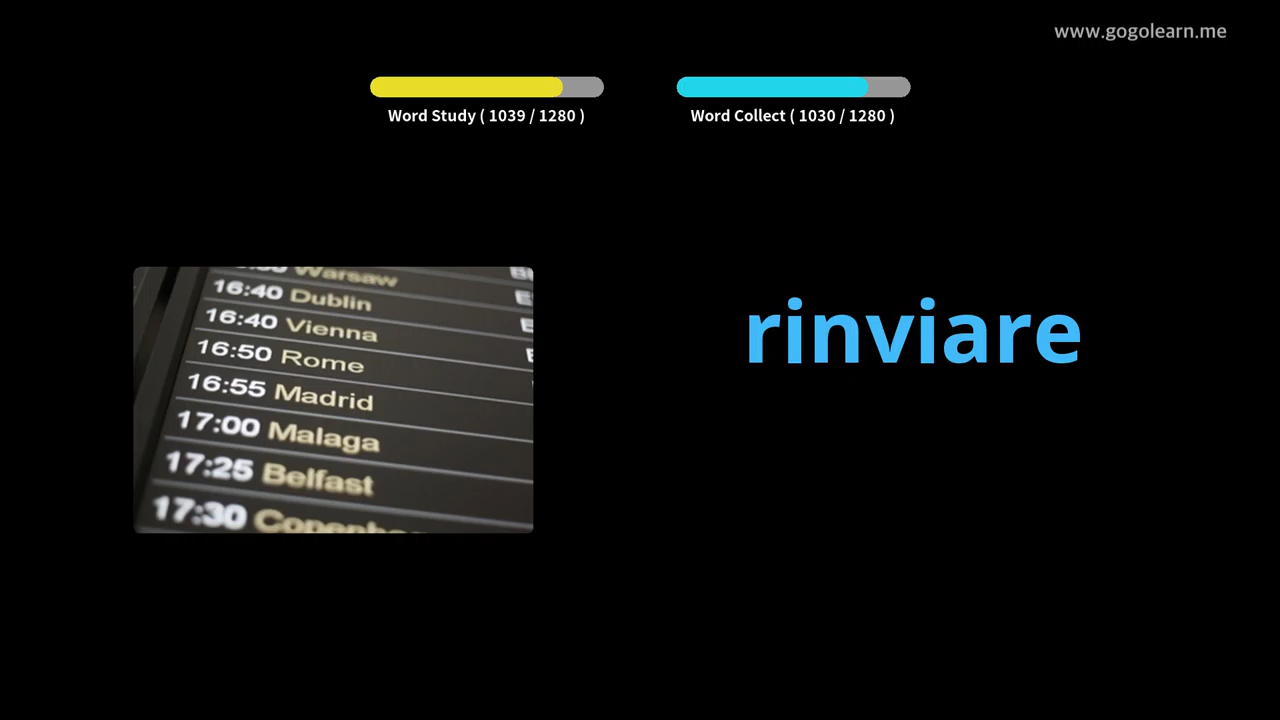 www.gogolearn.me
Word Study ( 1039 / 1280 )
Word Collect ( 1030 / 1280 )
Warsaw
16:40 Dublin
16:40 Vienna
16:50 Rome
16:55 Madrid
17:00 Malaga
17:25 Belfast
17:30
rinviare